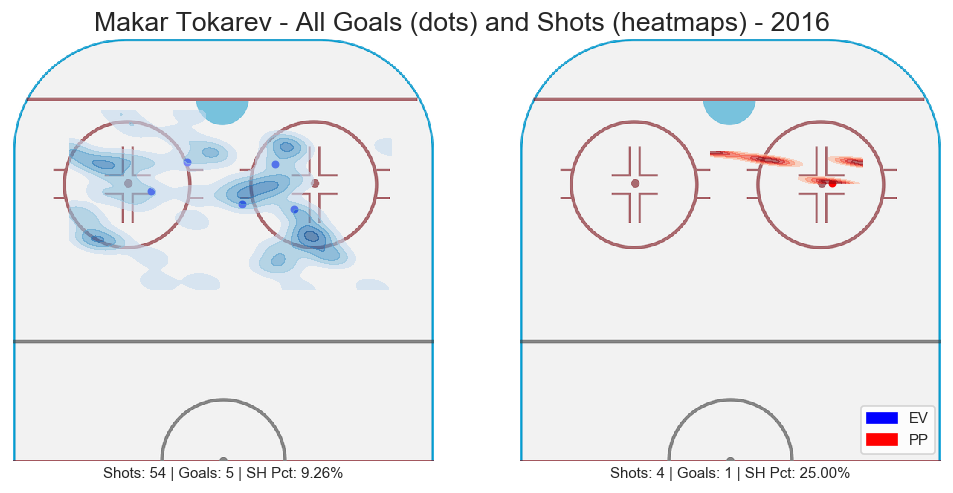 Makar Tokarev - All Goals (dots) and Shots (heatmaps) - 2016
EV
PP
Shots: 54 | Goals: 5 | SH Pct: 9.26%
Shots: 4 | Goals: 1 | SH Pct: 25.00%